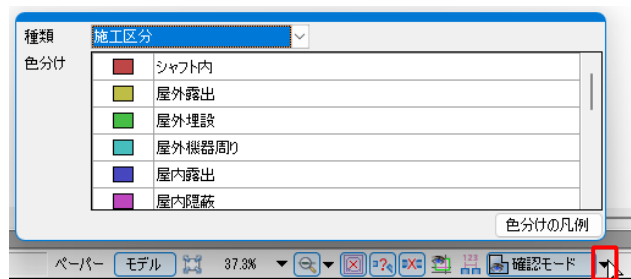 種類 施工区分
色分け
シャフト内
屋外露出
屋外埋設
屋外機器周り
屋内露出
屋内隠蔽
色分けの凡例
ペーパー モデル 37.3% 確認モード